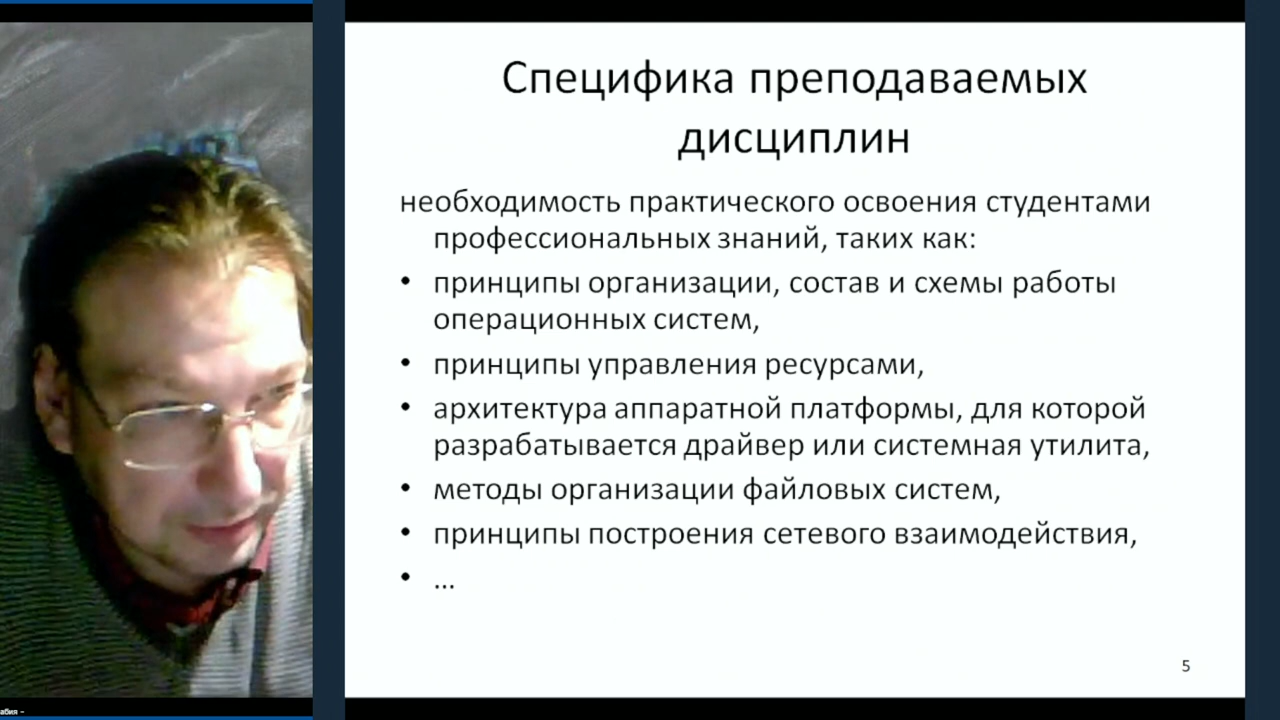 Специфика преподаваемых
дисциплин
необходимость практического освоения студентами
профессиональных знаний, таких как:
• принципы организации, состав и схемы работы
операционных систем,
• принципы управления ресурсами,
• архитектура аппаратной платформы, для которой
разрабатывается драйвер или системная утилита,
• методы организации файловых систем,
• принципы построения сетевого взаимодействия,
• ...
5